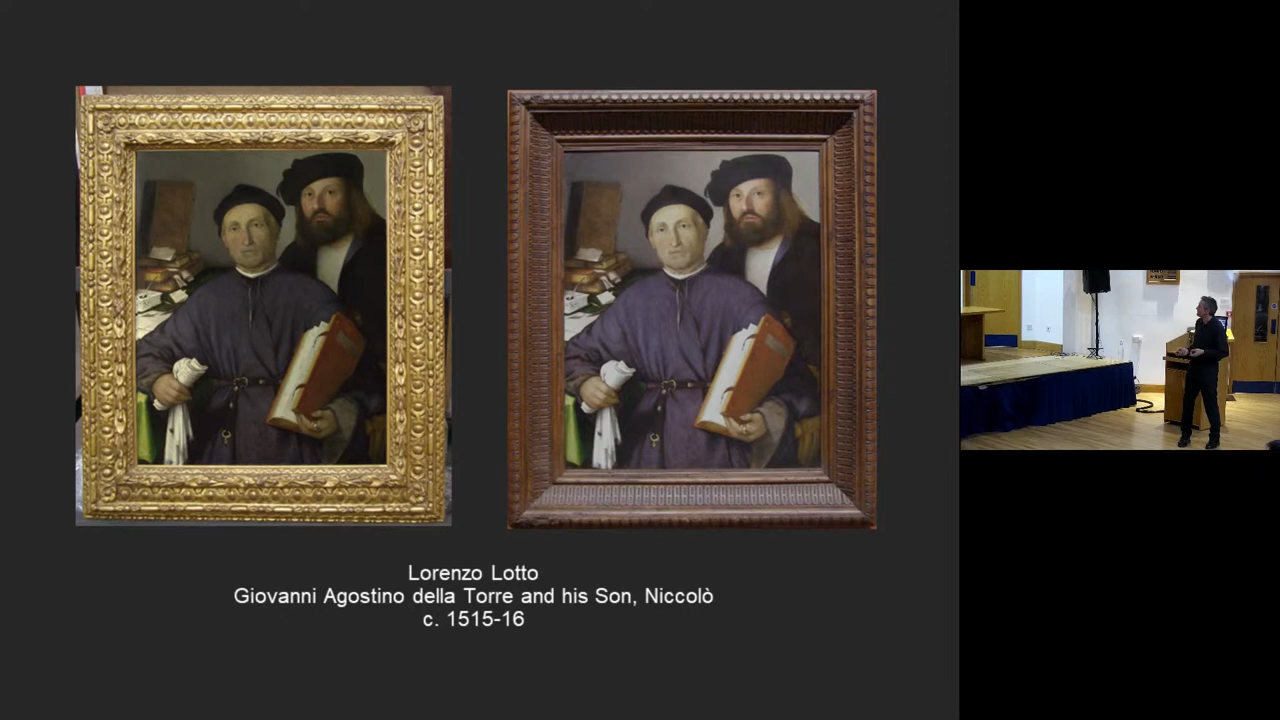 Lorenzo Lotto
Giovanni Agostino della Torre and his Son, Niccolò
c. 1515-16